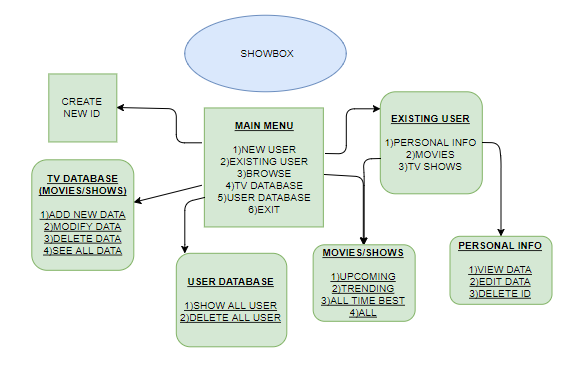 SHOWBOX
CREATE
NEW ID
MAIN MENU
1)NEW USER
2)EXISTING USER
3)BROWSE
4)TV DATABASE
5)USER DATABASE
6)EXIT
EXISTING USER
1)PERSONAL INFO
2)MOVIES
3)TV SHOWS
TV DATABASE
(MOVIES/SHOWS)
1)ADD NEW DATA
2)MODIFY DATA
3)DELETE DATA
4)SEE ALL DATA
USER DATABASE
1)SHOW ALL USER
2)DELETE ALL USER
MOVIES/SHOWS
1)UPCOMING
2)TRENDING
3)ALL TIME BEST
4)ALL
PERSONAL INFO
1)VIEW DATA
2)EDIT DATA
3)DELETE ID